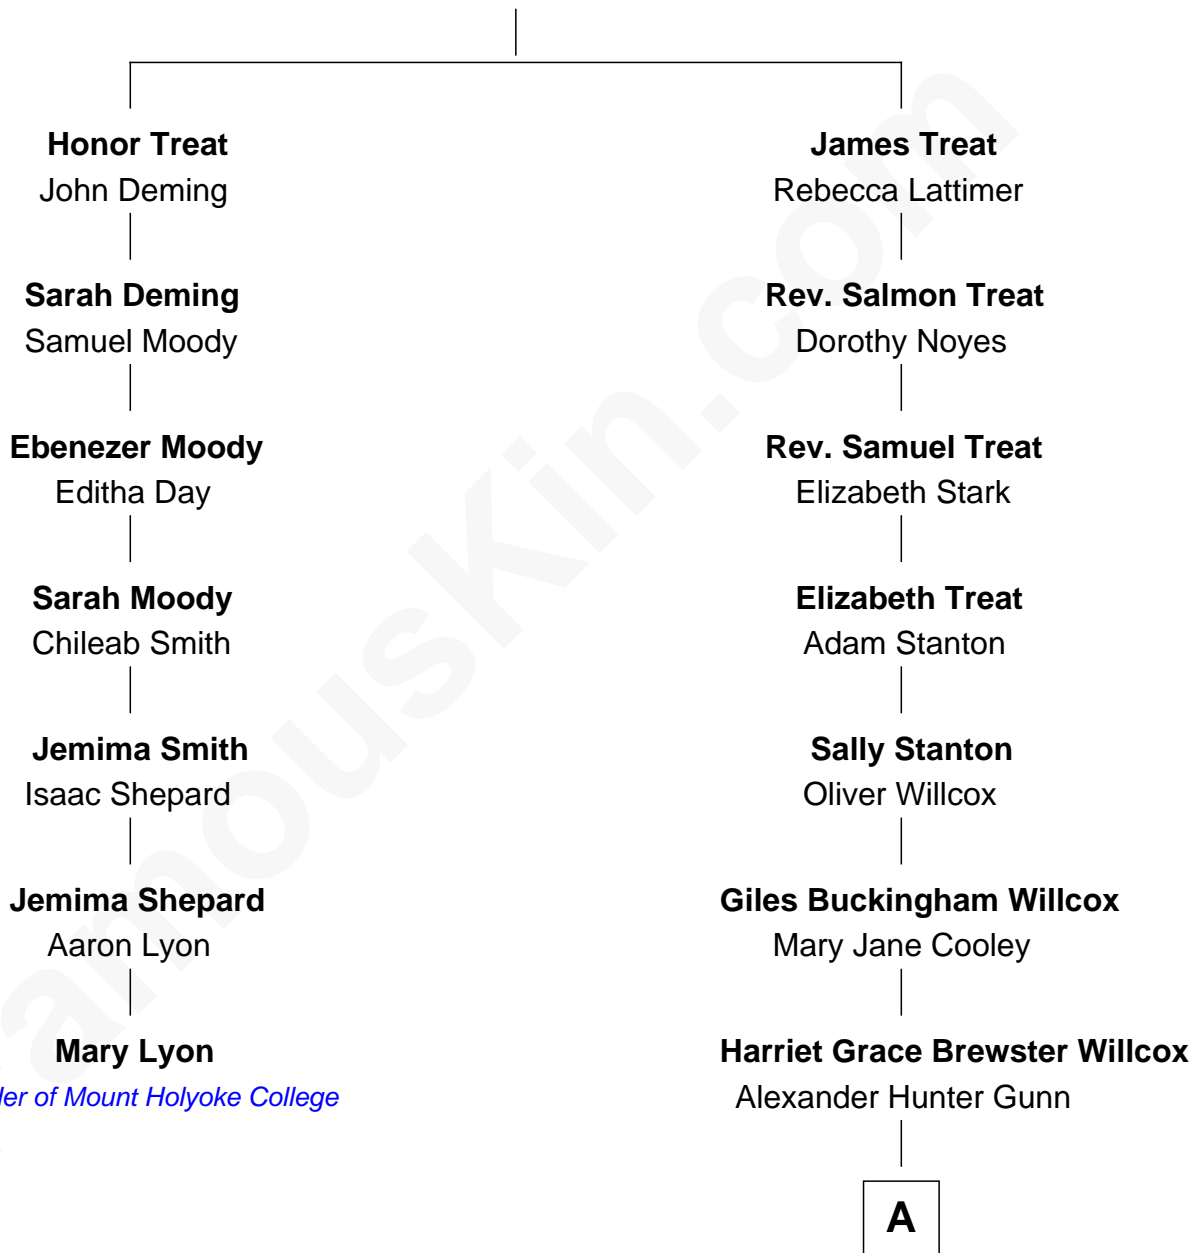 Honor Treat
John Deming
James Treat
Rebecca Lattimer
Sarah Deming
Samuel Moody
Rev. Salmon Treat
Dorothy Noyes
Ebenezer Moody
Editha Day
Rev. Samuel Treat
Elizabeth Stark
Sarah Moody
Chileab Smith
Elizabeth Treat
Adam Stanton
Jemima Smith
Isaac Shepard
Sally Stanton
Oliver Willcox
Jemima Shepard
Aaron Lyon
Giles Buckingham Willcox
Mary Jane Cooley
Mary Lyon
of Mount Holyoke College
Harriet Grace Brewster Willcox
Alexander Hunter Gunn
A
amousKin.com